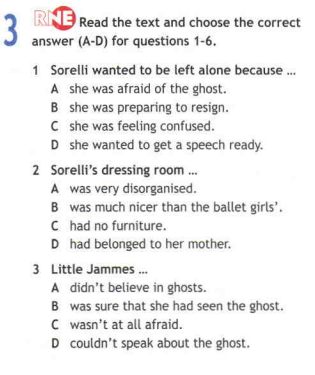 3 RNE Read the text and choose the correct
answer (A-D) for questions 1-6.
1 Sorelli wanted to be left alone because ...
A she was afraid of the ghost.
B she was preparing to resign.
C she was feeling confused.
D she wanted to get a speech ready.
2 Sorelli's dressing room ...
A was very disorganised.
B was much nicer than the ballet girls'.
C had no furniture.
D had belonged to her mother.
3 Little Jammes ...
A didn't believe in ghosts.
B was sure that she had seen the ghost.
C wasn't at all afraid.
D couldn't speak about the ghost.